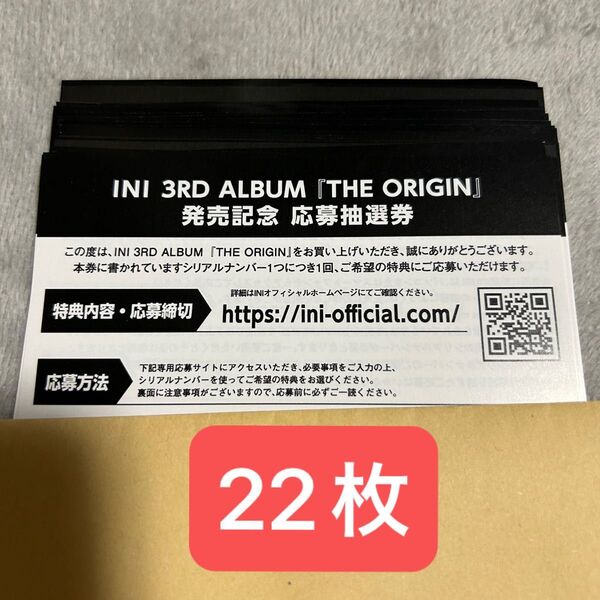 INI 3RD ALBUM『THE ORIGIN』
発売記念 応募抽選券
この度は、INI 3RD ALBUM 『THE ORIGIN』をお買い上げいただき、誠にありがとうございます。
本券に書かれていますシリアルナンバー1つにつき1回、ご希望の特典にご応募いただけます。
特典内容・応募締切
詳細はINIオフィシャルホームページにてご確認ください。
https://ini-official.com/
応募方法
下記専用応募サイトにアクセスいただき、必要事項をご入力の上、
シリアルナンバーを使ってご希望の特典をお選びください。
裏面に注意事項がございますので、応募前に必ずご一読ください。
22枚